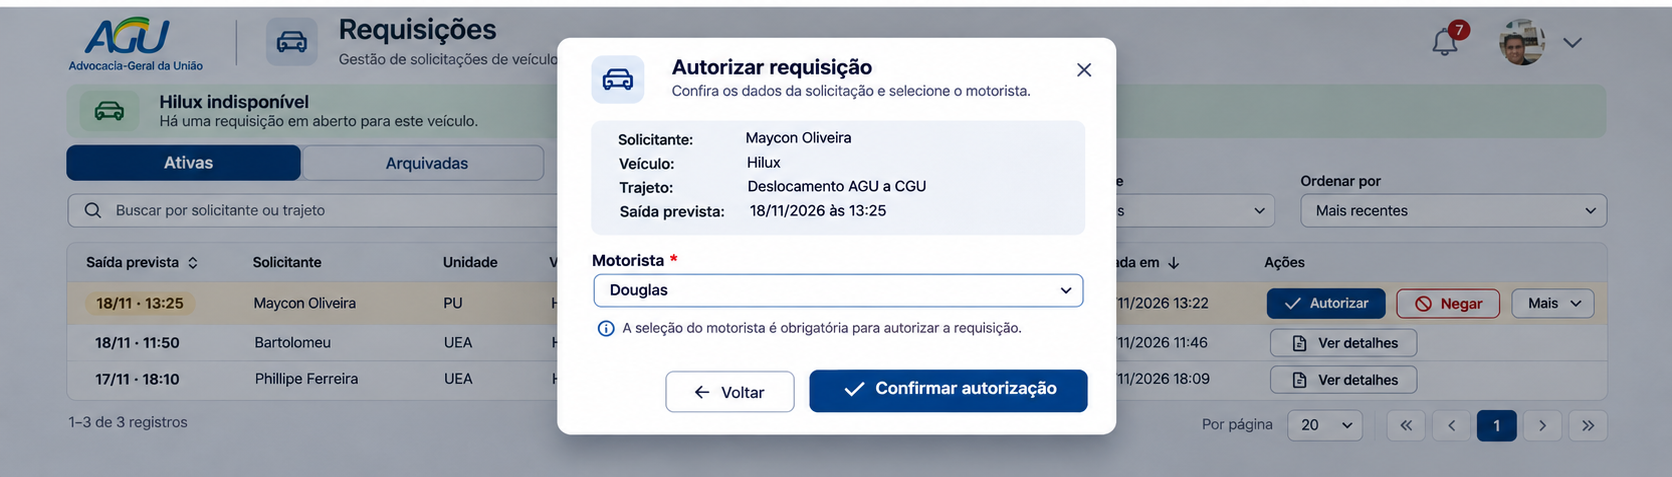 AGU
Advocacia-Geral da União
Requisições
Gestão de solicitações de veículo
7
Hilux indisponível
Há uma requisição em aberto para este veículo.
Ativas
Arquivadas
Buscar por solicitante ou trajeto
Ordenar por
Mais recentes
Saída prevista
Solicitante
Unidade
Ações
18/11 · 13:25
Maycon Oliveira
PU
11/2026 13:22
Autorizar
Negar
Mais
18/11 · 11:50
Bartolomeu
UEA
11/2026 11:46
Ver detalhes
17/11 · 18:10
Phillipe Ferreira
UEA
11/2026 18:09
Ver detalhes
1–3 de 3 registros
Por página
20
1
Autorizar requisição
Confira os dados da solicitação e selecione o motorista.
Solicitante: Maycon Oliveira
Veículo: Hilux
Trajeto: Deslocamento AGU a CGU
Saída prevista: 18/11/2026 às 13:25
Motorista *
Douglas
A seleção do motorista é obrigatória para autorizar a requisição.
Voltar
Confirmar autorização